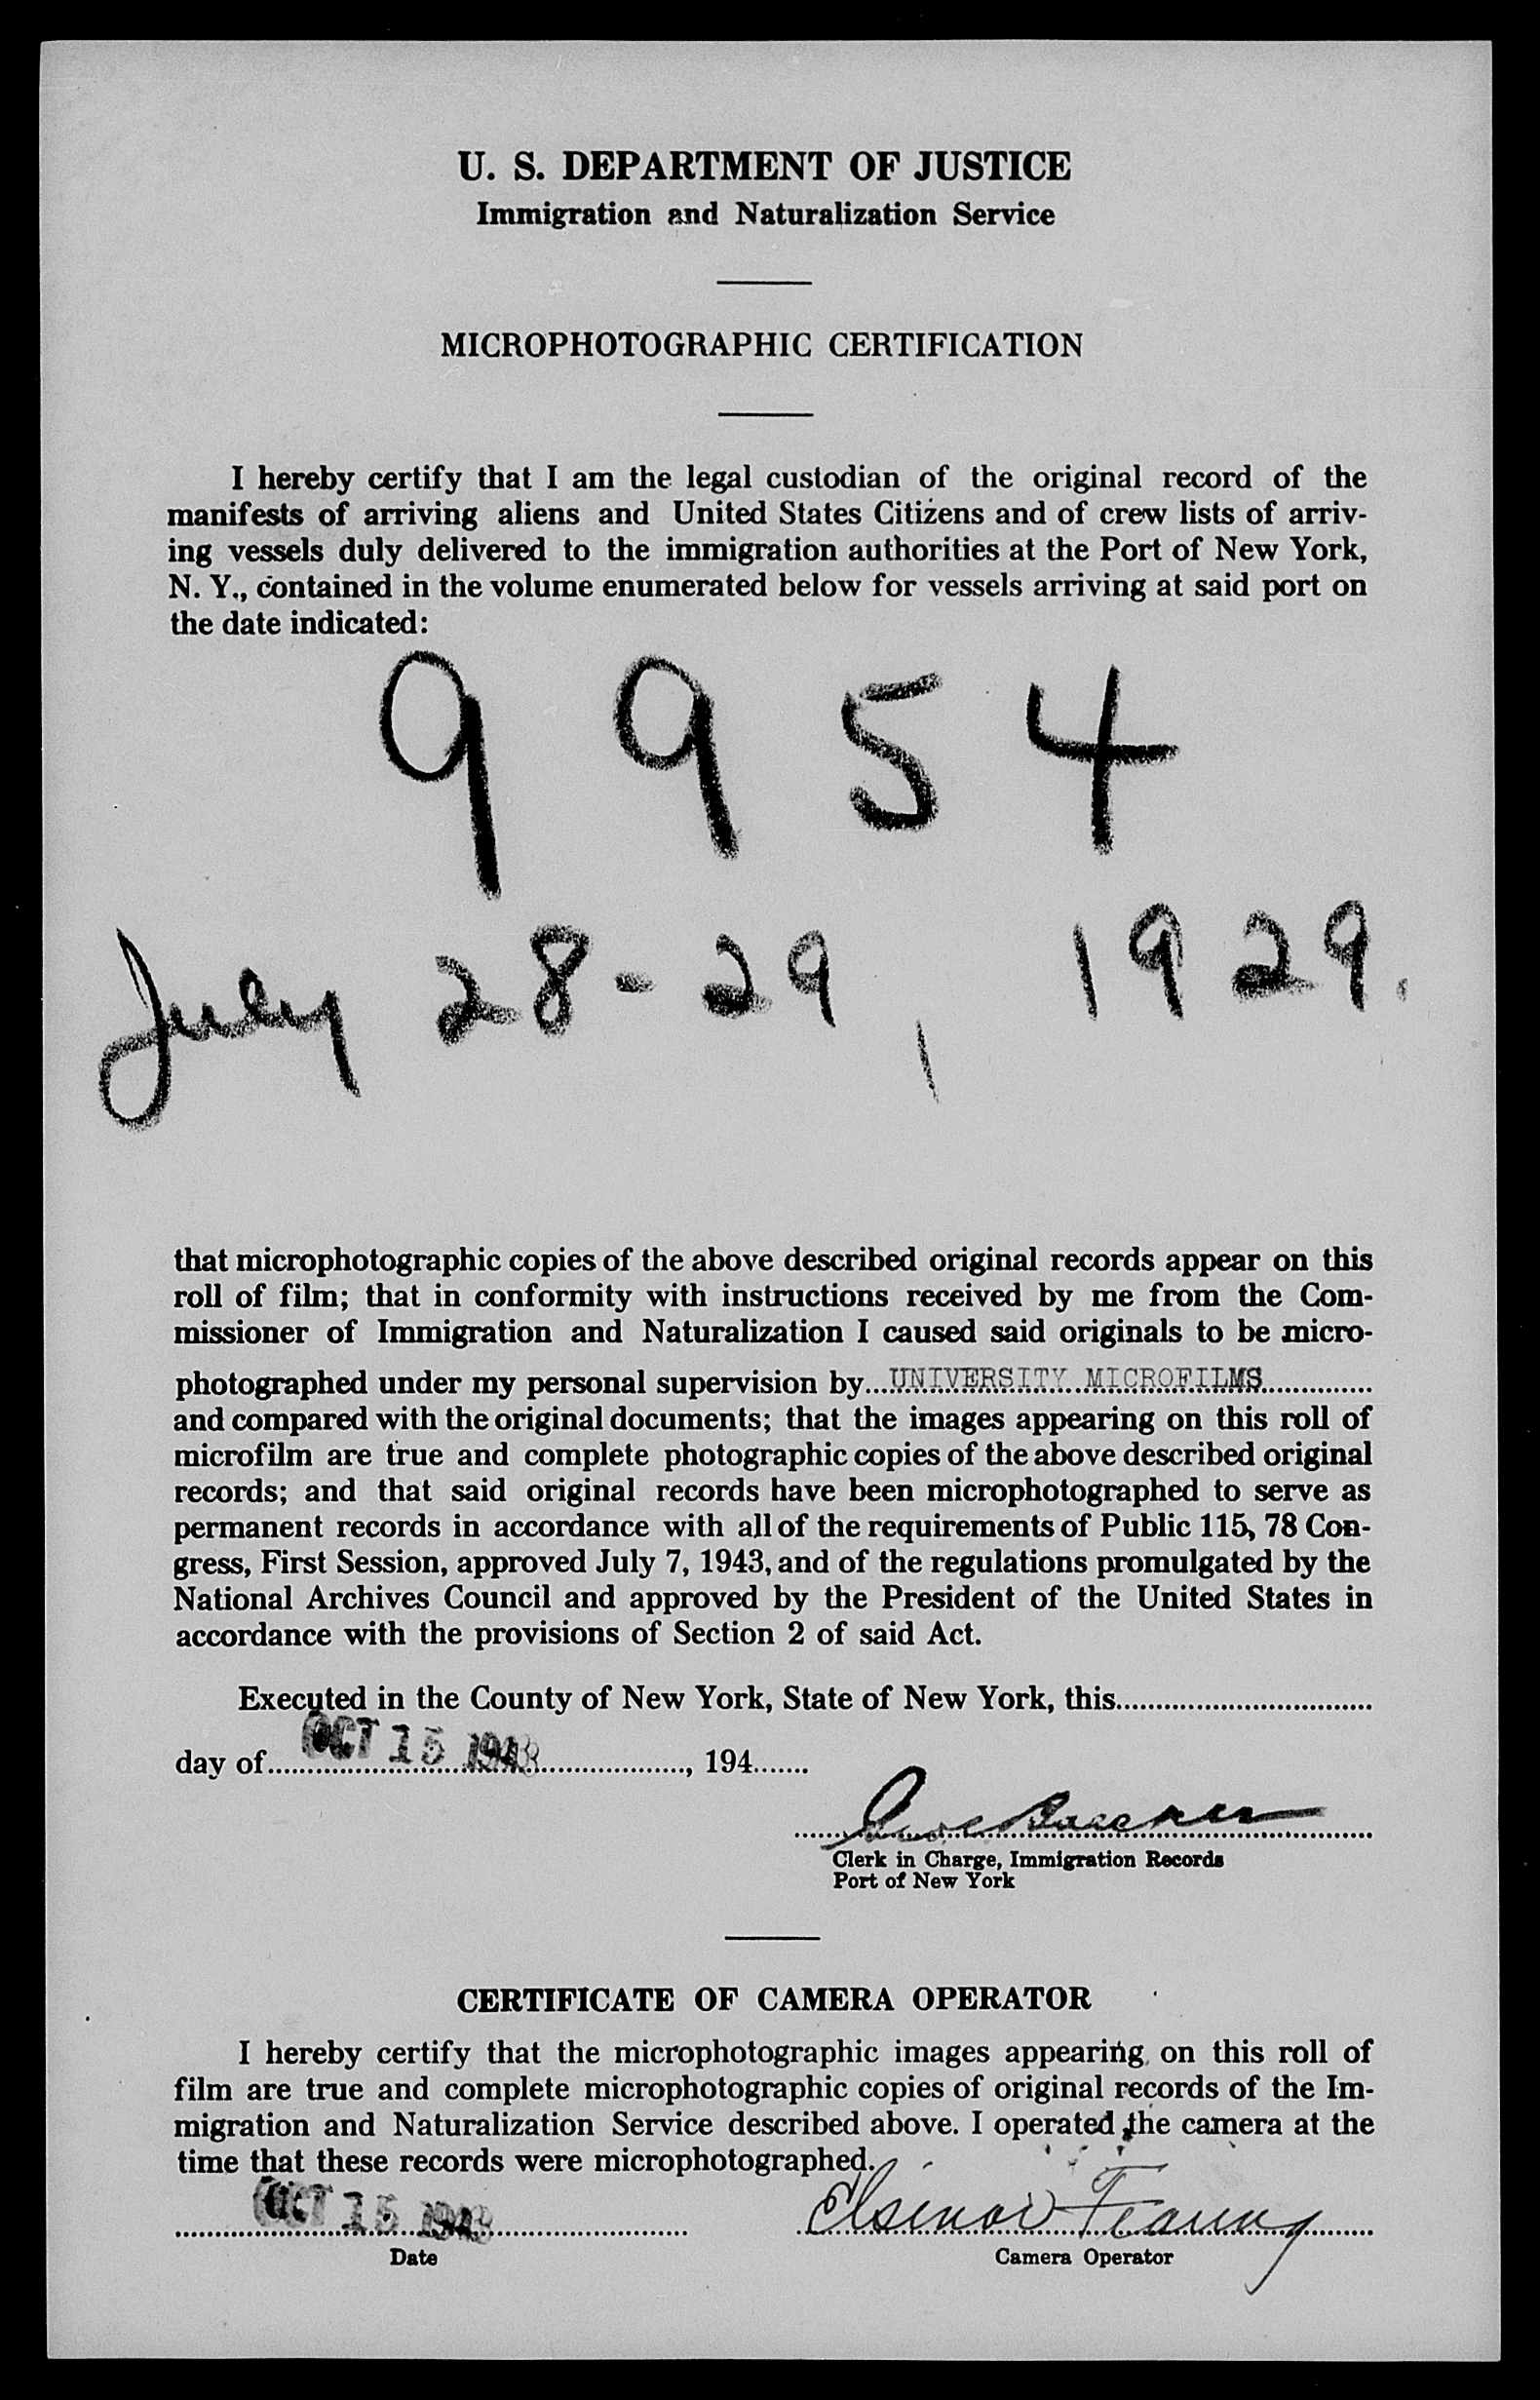 U. S. DEPARTMENT OF JUSTICE
Immigration and Naturalization Service
MICROPHOTOGRAPHIC CERTIFICATION
I hereby certify that I am the legal custodian of the original record of the
manifests of arriving aliens and United States Citizens and of crew lists of arriv-
ing vessels duly delivered to the immigration authorities at the Port of New York,
N. Y., contained in the volume enumerated below for vessels arriving at said port on
the date indicated:
9954
July 28-29, 1929.
that microphotographic copies of the above described original records appear on this
roll of film; that in conformity with instructions received by me from the Com-
missioner of Immigration and Naturalization I caused said originals to be micro-
photographed under my personal supervision by...UNIVERSITY MICROFILMS...
and compared with the original documents; that the images appearing on this roll of
microfilm are true and complete photographic copies of the above described original
records; and that said original records have been microphotographed to serve as
permanent records in accordance with all of the requirements of Public 115, 78 Con-
gress, First Session, approved July 7, 1943, and of the regulations promulgated by the
National Archives Council and approved by the President of the United States in
accordance with the provisions of Section 2 of said Act.
Executed in the County of New York, State of New York, this...
day of... OCT 15 ..., 194...
Clerk in Charge, Immigration Records
Port of New York
CERTIFICATE OF CAMERA OPERATOR
I hereby certify that the microphotographic images appearing on this roll of
film are true and complete microphotographic copies of original records of the Im-
migration and Naturalization Service described above. I operated the camera at the
time that these records were microphotographed.
OCT 15
Date
Camera Operator